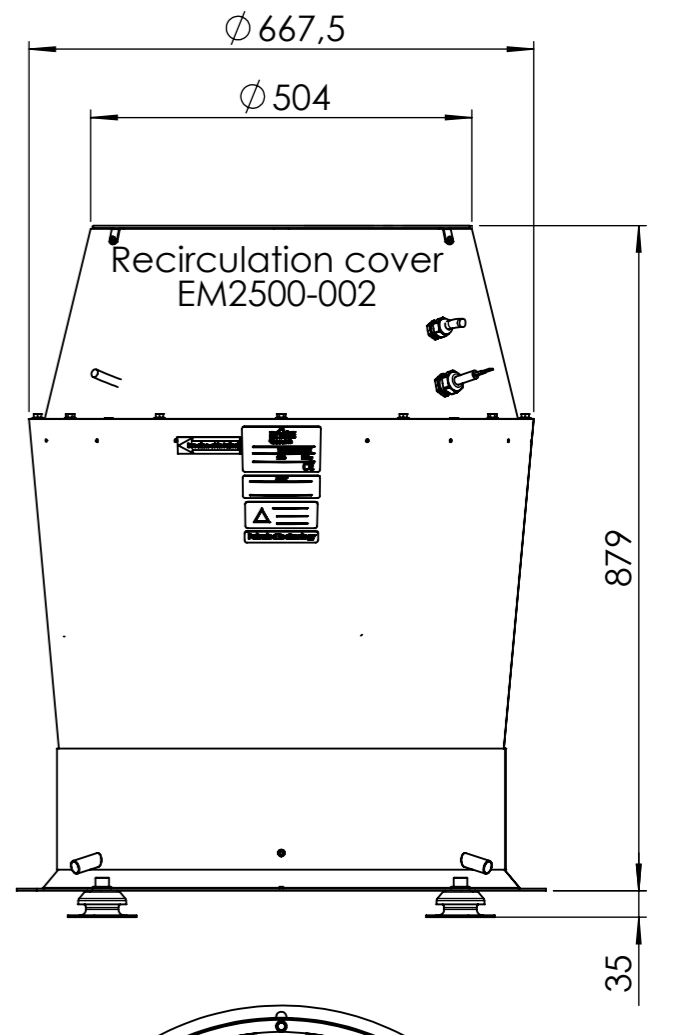 ∅ 667,5
∅ 504
Recirculation cover
EM2500-002
879
35